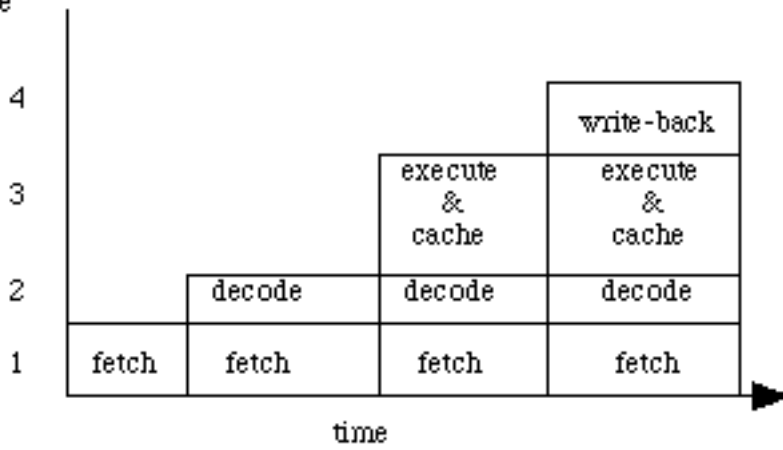 4
write-back
3
execute
&
cache
execute
&
cache
2
decode
decode
decode
1
fetch
fetch
fetch
fetch
time